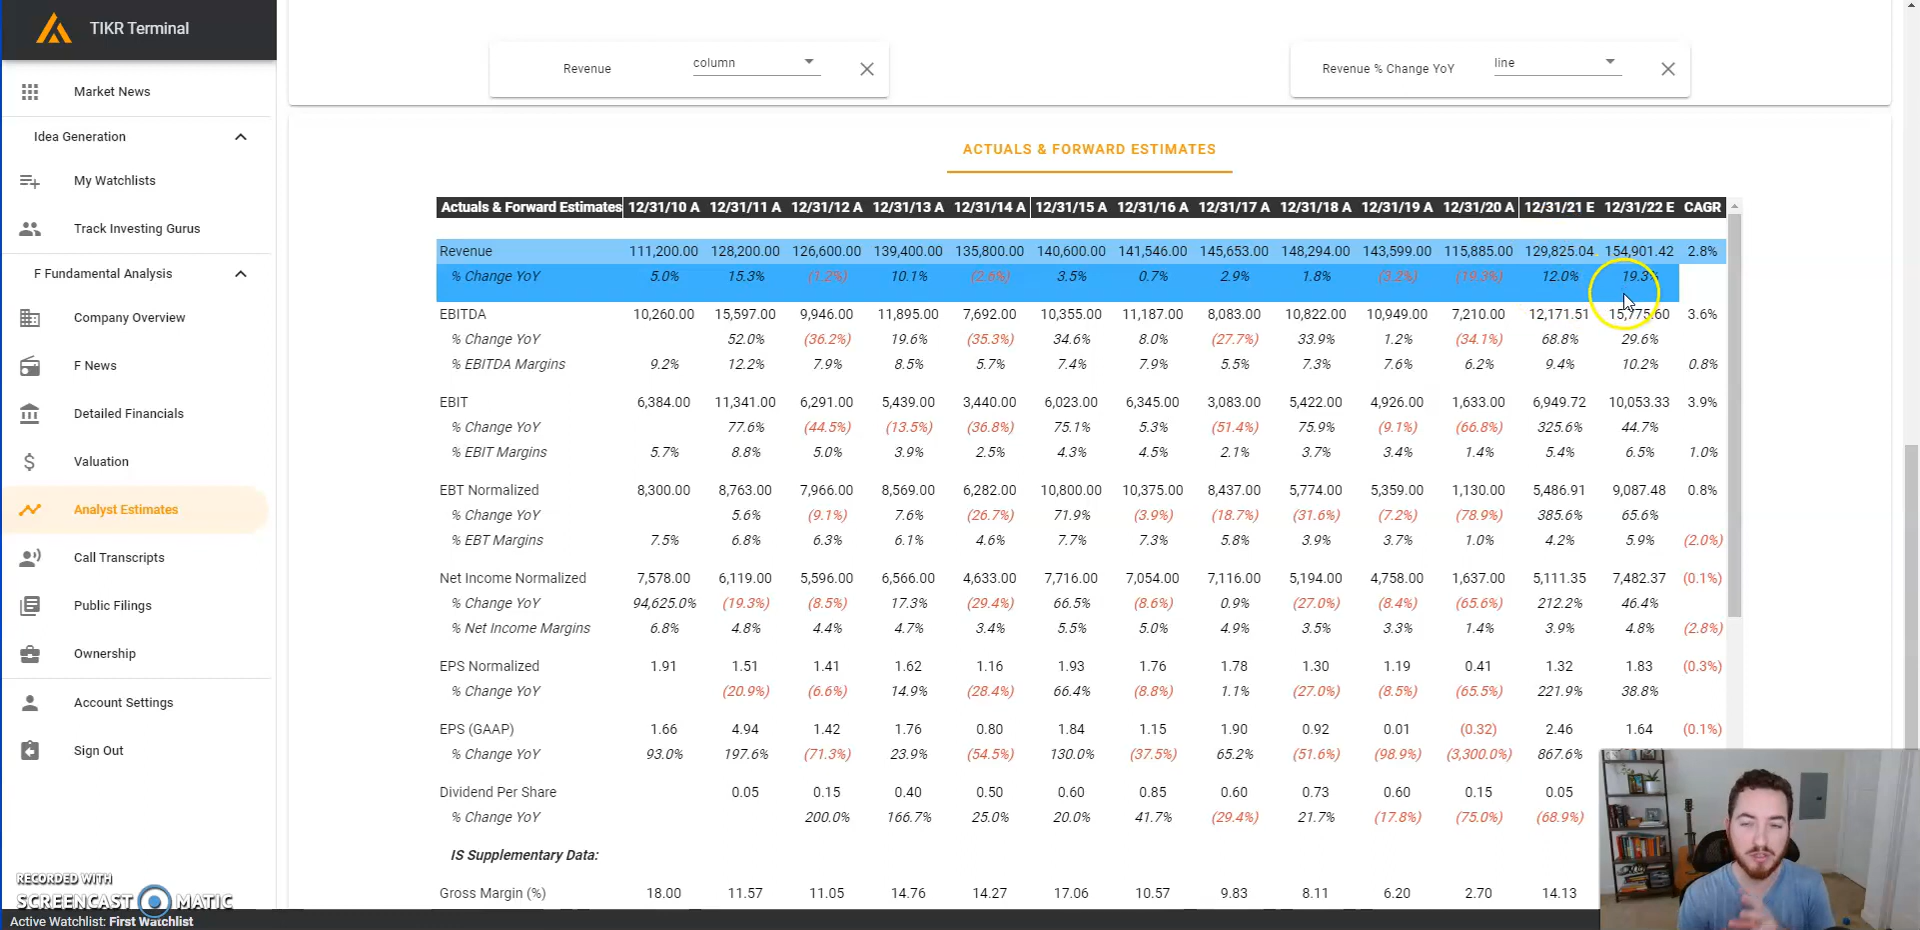 TIKR Terminal
Market News
Idea Generation
My Watchlists
Track Investing Gurus
F Fundamental Analysis
Company Overview
F News
Detailed Financials
Valuation
Analyst Estimates
Call Transcripts
Public Filings
Ownership
Account Settings
Sign Out
RECORDED WITH
SCREENCAST MATIC
Active Watchlist: First Watchlist
Revenue column
Revenue % Change YoY line
ACTUALS & FORWARD ESTIMATES
Actuals & Forward Estimates 12/31/10 A 12/31/11 A 12/31/12 A 12/31/13 A 12/31/14 A 12/31/15 A 12/31/16 A 12/31/17 A 12/31/18 A 12/31/19 A 12/31/20 A 12/31/21 E 12/31/22 E CAGR
Revenue 111,200.00 128,200.00 126,600.00 139,400.00 135,800.00 140,600.00 141,546.00 145,653.00 148,294.00 143,599.00 115,885.00 129,825.04 154,901.42 2.8%
% Change YoY 5.0% 15.3% (1.2%) 10.1% (2.6%) 3.5% 0.7% 2.9% 1.8% (3.2%) (19.3%) 12.0% 19.3%
EBITDA 10,260.00 15,597.00 9,946.00 11,895.00 7,692.00 10,355.00 11,187.00 8,083.00 10,822.00 10,949.00 7,210.00 12,171.51 15,775.60 3.6%
% Change YoY 52.0% (36.2%) 19.6% (35.3%) 34.6% 8.0% (27.7%) 33.9% 1.2% (34.1%) 68.8% 29.6%
% EBITDA Margins 9.2% 12.2% 7.9% 8.5% 5.7% 7.4% 7.9% 5.5% 7.3% 7.6% 6.2% 9.4% 10.2% 0.8%
EBIT 6,384.00 11,341.00 6,291.00 5,439.00 3,440.00 6,023.00 6,345.00 3,083.00 5,422.00 4,926.00 1,633.00 6,949.72 10,053.33 3.9%
% Change YoY 77.6% (44.5%) (13.5%) (36.8%) 75.1% 5.3% (51.4%) 75.9% (9.1%) (66.8%) 325.6% 44.7%
% EBIT Margins 5.7% 8.8% 5.0% 3.9% 2.5% 4.3% 4.5% 2.1% 3.7% 3.4% 1.4% 5.4% 6.5% 1.0%
EBT Normalized 8,300.00 8,763.00 7,966.00 8,569.00 6,282.00 10,800.00 10,375.00 8,437.00 5,774.00 5,359.00 1,130.00 5,486.91 9,087.48 0.8%
% Change YoY 5.6% (9.1%) 7.6% (26.7%) 71.9% (3.9%) (18.7%) (31.6%) (7.2%) (78.9%) 385.6% 65.6%
% EBT Margins 7.5% 6.8% 6.3% 6.1% 4.6% 7.7% 7.3% 5.8% 3.9% 3.7% 1.0% 4.2% 5.9% (2.0%)
Net Income Normalized 7,578.00 6,119.00 5,596.00 6,566.00 4,633.00 7,716.00 7,054.00 7,116.00 5,194.00 4,758.00 1,637.00 5,111.35 7,482.37 (0.1%)
% Change YoY 94,625.0% (19.3%) (8.5%) 17.3% (29.4%) 66.5% (8.6%) 0.9% (27.0%) (8.4%) (65.6%) 212.2% 46.4%
% Net Income Margins 6.8% 4.8% 4.4% 4.7% 3.4% 5.5% 5.0% 4.9% 3.5% 3.3% 1.4% 3.9% 4.8% (2.8%)
EPS Normalized 1.91 1.51 1.41 1.62 1.16 1.93 1.76 1.78 1.30 1.19 0.41 1.32 1.83 (0.3%)
% Change YoY (20.9%) (6.6%) 14.9% (28.4%) 66.4% (8.8%) 1.1% (27.0%) (8.5%) (65.5%) 221.9% 38.8%
EPS (GAAP) 1.66 4.94 1.42 1.76 0.80 1.84 1.15 1.90 0.92 0.01 (0.32) 2.46 1.64 (0.1%)
% Change YoY 93.0% 197.6% (71.3%) 23.9% (54.5%) 130.0% (37.5%) 65.2% (51.6%) (98.9%) (3,300.0%) 867.6%
Dividend Per Share 0.05 0.15 0.40 0.50 0.60 0.85 0.60 0.73 0.60 0.15 0.05
% Change YoY 200.0% 166.7% 25.0% 20.0% 41.7% (29.4%) 21.7% (17.8%) (75.0%) (68.9%)
IS Supplementary Data:
Gross Margin (%) 18.00 11.57 11.05 14.76 14.27 17.06 10.57 9.83 8.11 6.20 2.70 14.13